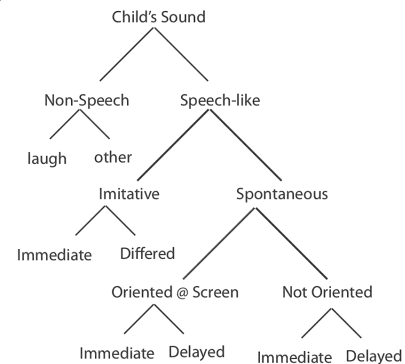 Child's Sound
Non-Speech
Speech-like
laugh
other
Imitative
Spontaneous
Immediate
Differed
Oriented @ Screen
Not Oriented
Immediate
Delayed
Immediate
Delayed